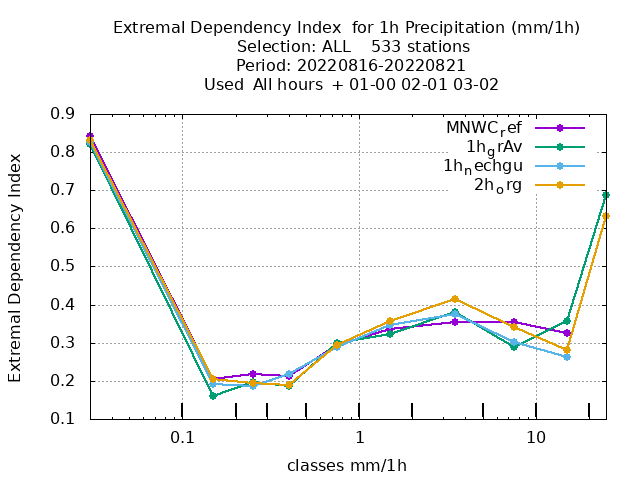 Extremal Dependency Index  for 1h Precipitation (mm/1h)
Selection: ALL    533 stations
Period: 20220816-20220821
Used  All hours  + 01-00 02-01 03-02
MNWC_ref
1h_grAv
1h_nechgu
2h_org
Extremal Dependency Index
0.9
0.8
0.7
0.6
0.5
0.4
0.3
0.2
0.1
0.1 1 10
classes mm/1h